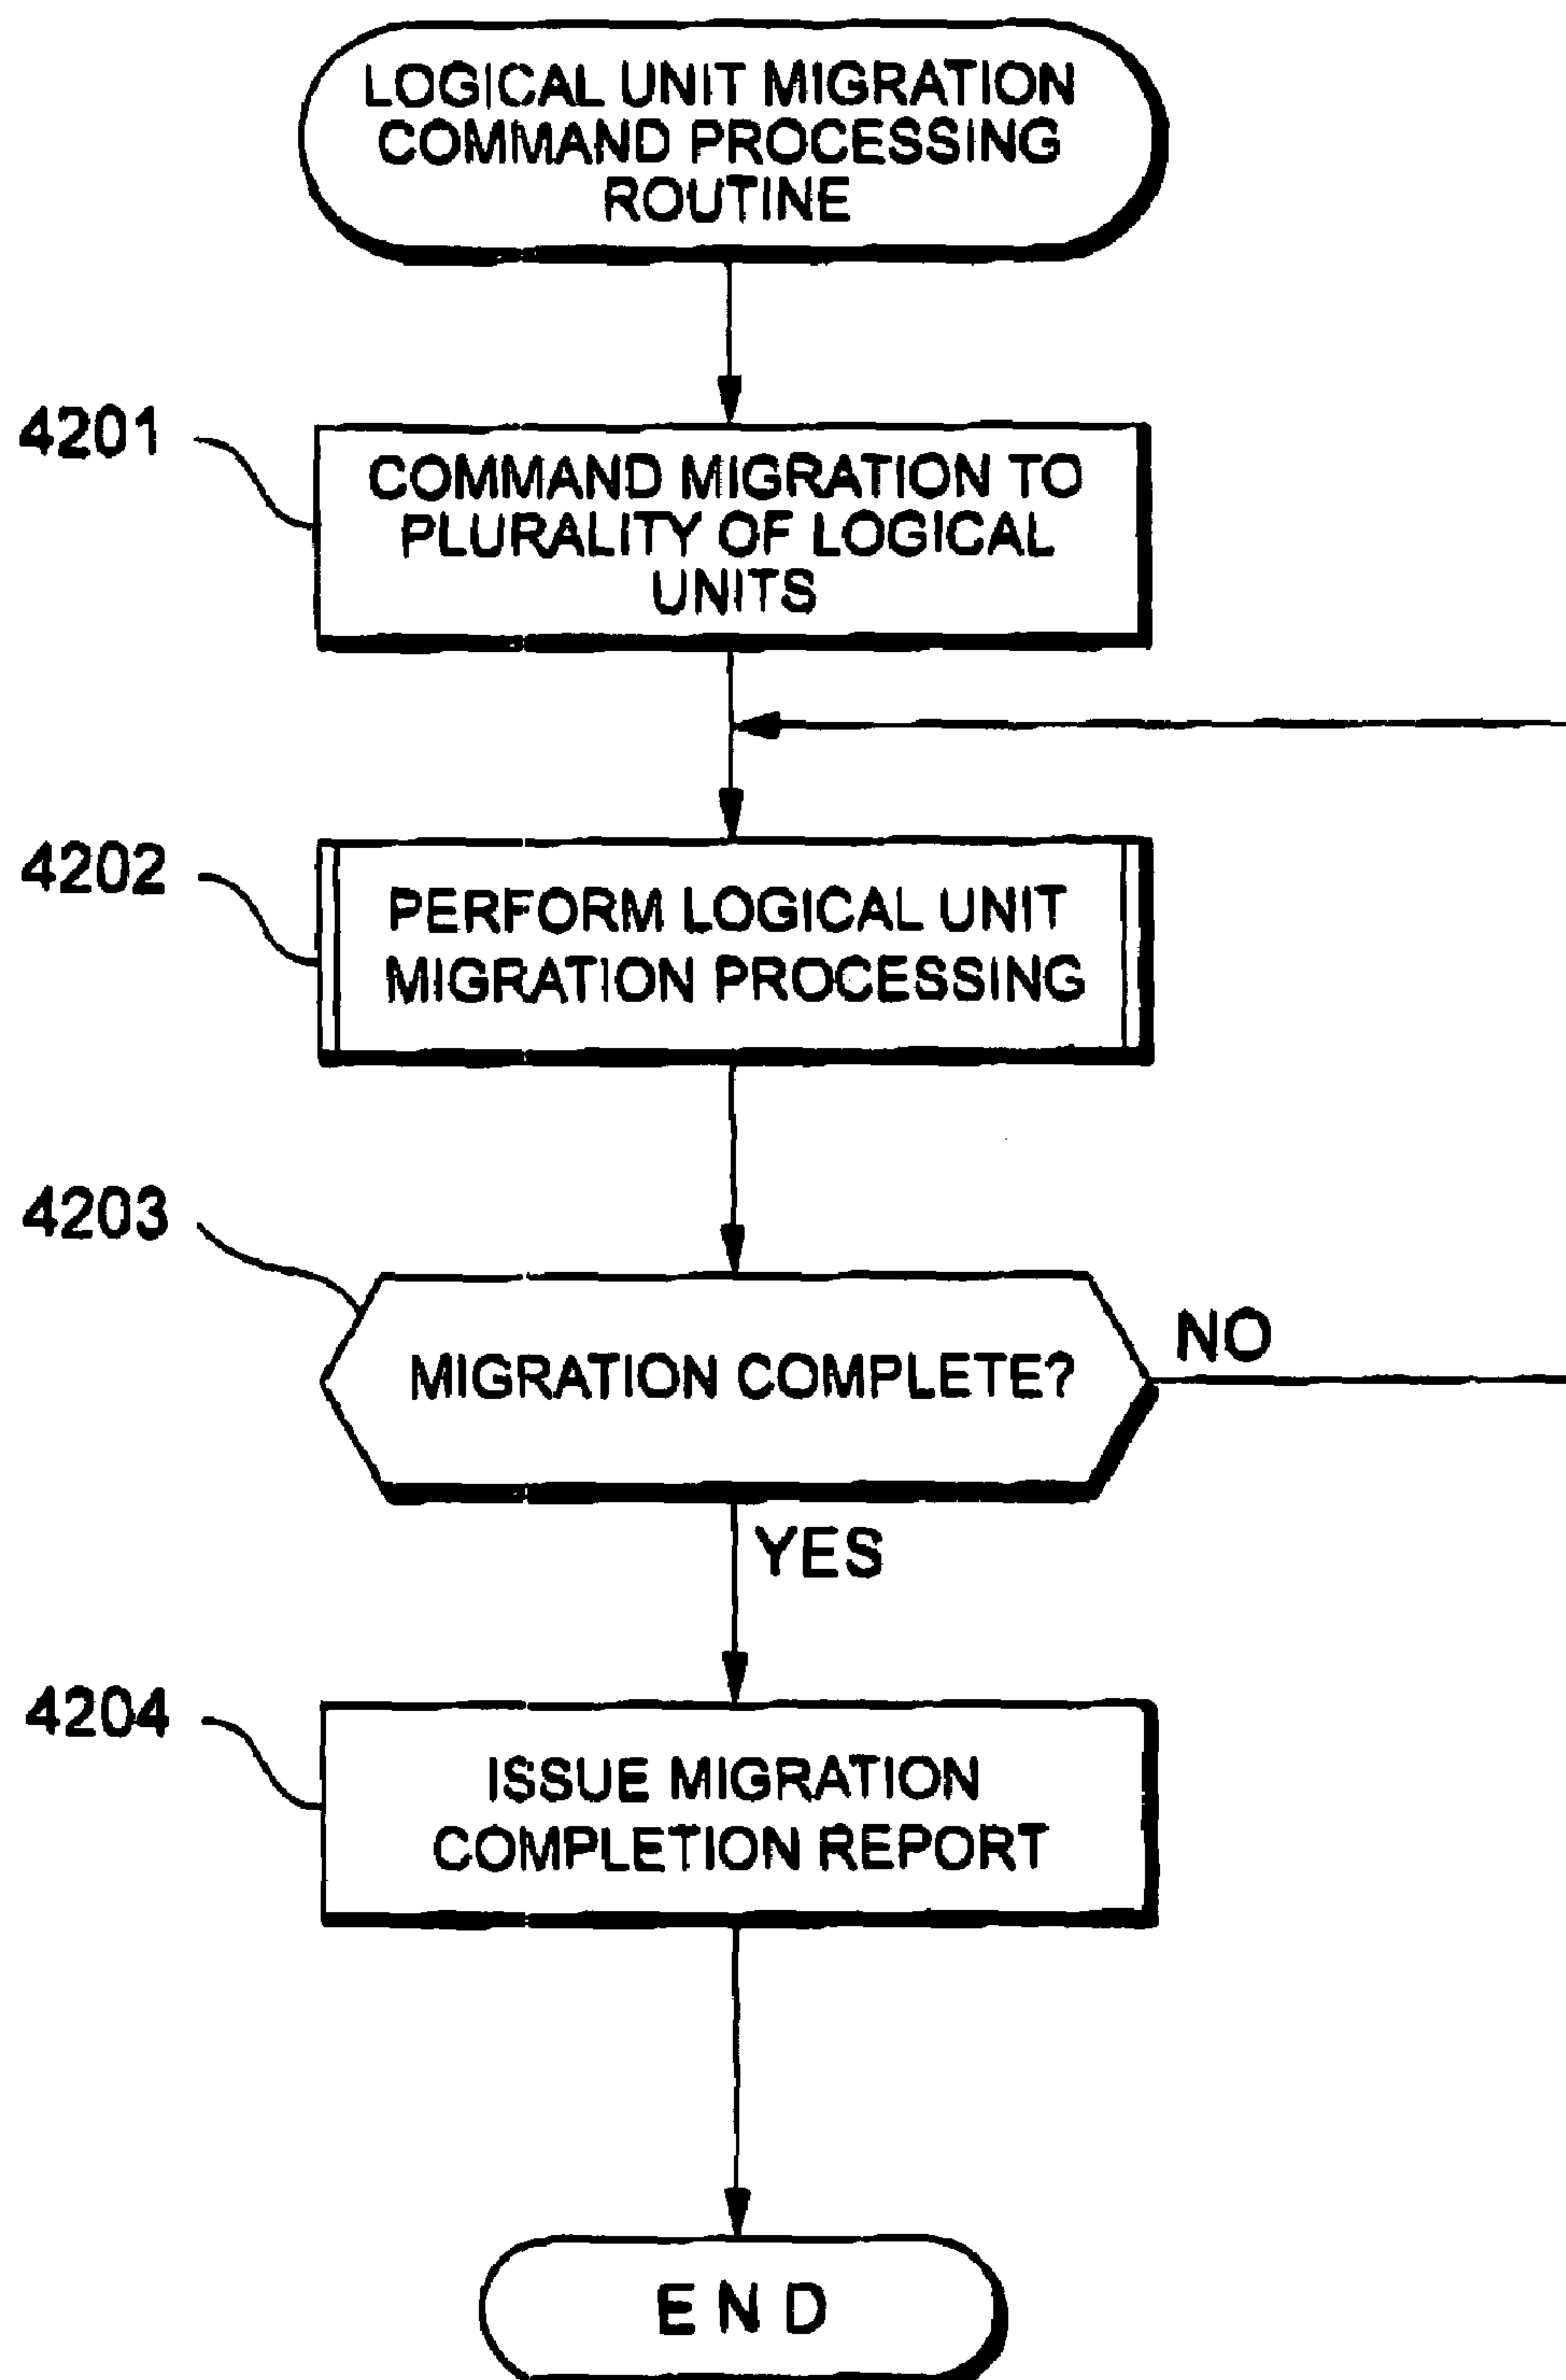 LOGICAL UNIT MIGRATION
COMMAND PROCESSING
ROUTINE
4201
COMMAND MIGRATION TO
PLURALITY OF LOGICAL
UNITS
4202
PERFORM LOGICAL UNIT
MIGRATION PROCESSING
4203
MIGRATION COMPLETE?
NO
YES
4204
ISSUE MIGRATION
COMPLETION REPORT
END